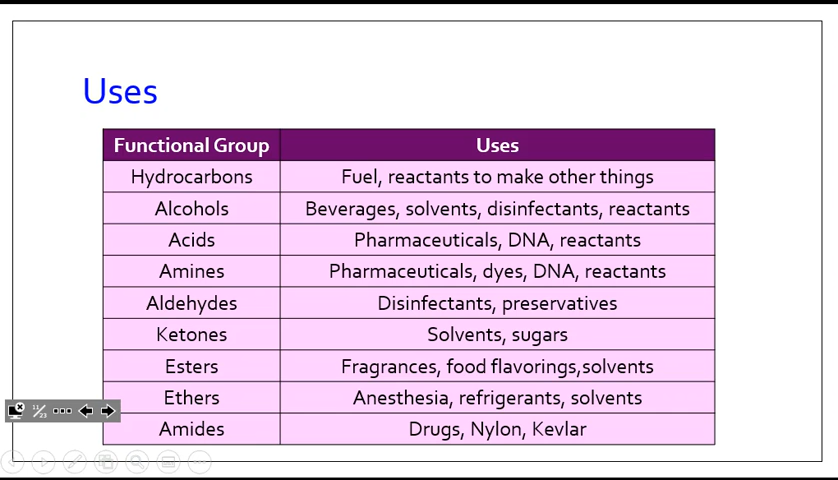 Uses
Functional Group Uses
Hydrocarbons Fuel, reactants to make other things
Alcohols Beverages, solvents, disinfectants, reactants
Acids Pharmaceuticals, DNA, reactants
Amines Pharmaceuticals, dyes, DNA, reactants
Aldehydes Disinfectants, preservatives
Ketones Solvents, sugars
Esters Fragrances, food flavorings,solvents
Ethers Anesthesia, refrigerants, solvents
11/23
Amides Drugs, Nylon, Kevlar